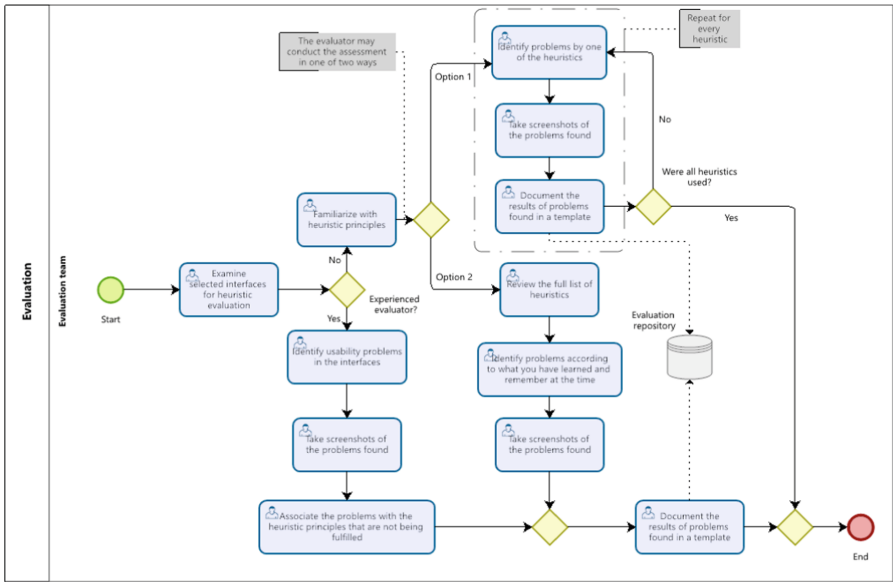 Evaluation
Evaluation team
Start
Examine
selected interfaces
for heuristic
evaluation
Experienced
evaluator?
No
Yes
Familiarize with
heuristic principles
The evaluator may
conduct the assessment
in one of two ways
Option 1
Option 2
Identify problems by one
of the heuristics
Take screenshots of
the problems found
Document the
results of problems
found in a template
Repeat for
every
heuristic
Were all heuristics
used?
No
Yes
Review the full list of
heuristics
Identify problems according
to what you have learned and
remember at the time
Take screenshots of
the problems found
Evaluation
repository
Identify usability problems
in the interfaces
Take screenshots of
the problems found
Associate the problems with the
heuristic principles that are not being
fulfilled
Document the
results of problems
found in a template
End